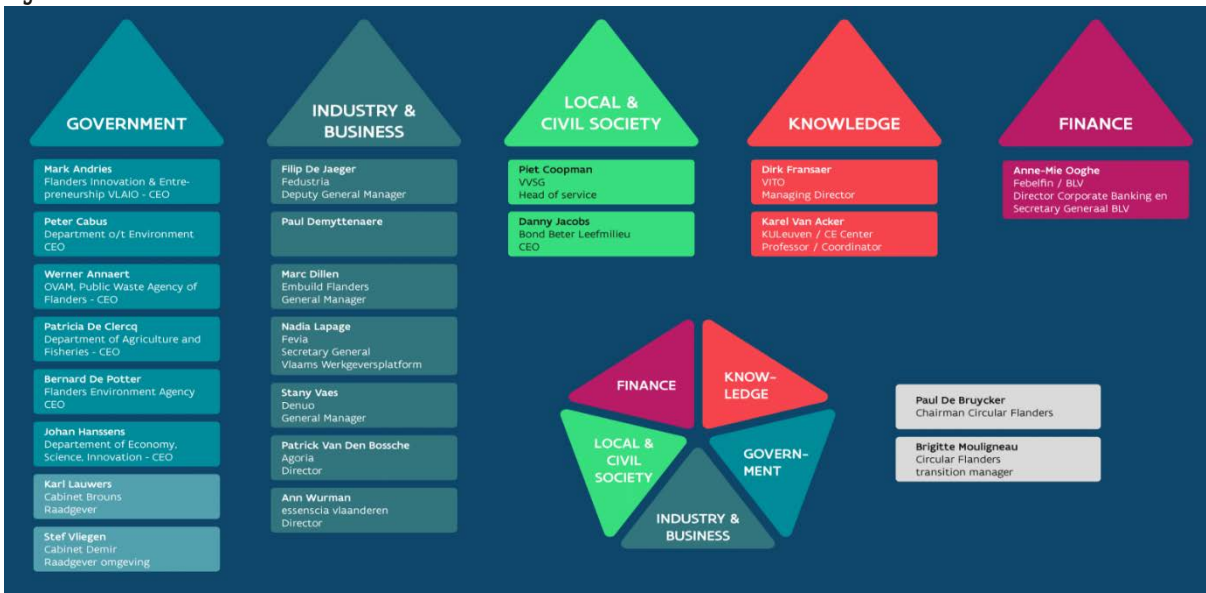 GOVERNMENT
Mark Andries
Flanders Innovation & Entre-
preneurship VLAIO - CEO
Peter Cabus
Department o/t Environment
CEO
Werner Annaert
OVAM, Public Waste Agency of
Flanders - CEO
Patricia De Clercq
Department of Agriculture and
Fisheries - CEO
Bernard De Potter
Flanders Environment Agency
CEO
Johan Hanssens
Departement of Economy,
Science, Innovation - CEO
Karl Lauwers
Cabinet Brouns
Raadgever
Stef Vliegen
Cabinet Demir
Raadgever omgeving
INDUSTRY &
BUSINESS
Filip De Jaeger
Fedustria
Deputy General Manager
Paul Demyttenaere
Marc Dillen
Embuild Flanders
General Manager
Nadia Lapage
Fevia
Secretary General
Vlaams Werkgeversplatform
Stany Vaes
Denuo
General Manager
Patrick Van Den Bossche
Agoria
Director
Ann Wurman
essenscia vlaanderen
Director
LOCAL &
CIVIL SOCIETY
Piet Coopman
VVSG
Head of service
Danny Jacobs
Bond Beter Leefmilieu
CEO
KNOWLEDGE
Dirk Fransaer
VITO
Managing Director
Karel Van Acker
KULeuven / CE Center
Professor / Coordinator
FINANCE
Anne-Mie Ooghe
Febelfin / BLV
Director Corporate Banking en
Secretary Generaal BLV
FINANCE
KNOW-
LEDGE
LOCAL &
CIVIL
SOCIETY
GOVERN-
MENT
INDUSTRY &
BUSINESS
Paul De Bruycker
Chairman Circular Flanders
Brigitte Mouligneau
Circular Flanders
transition manager